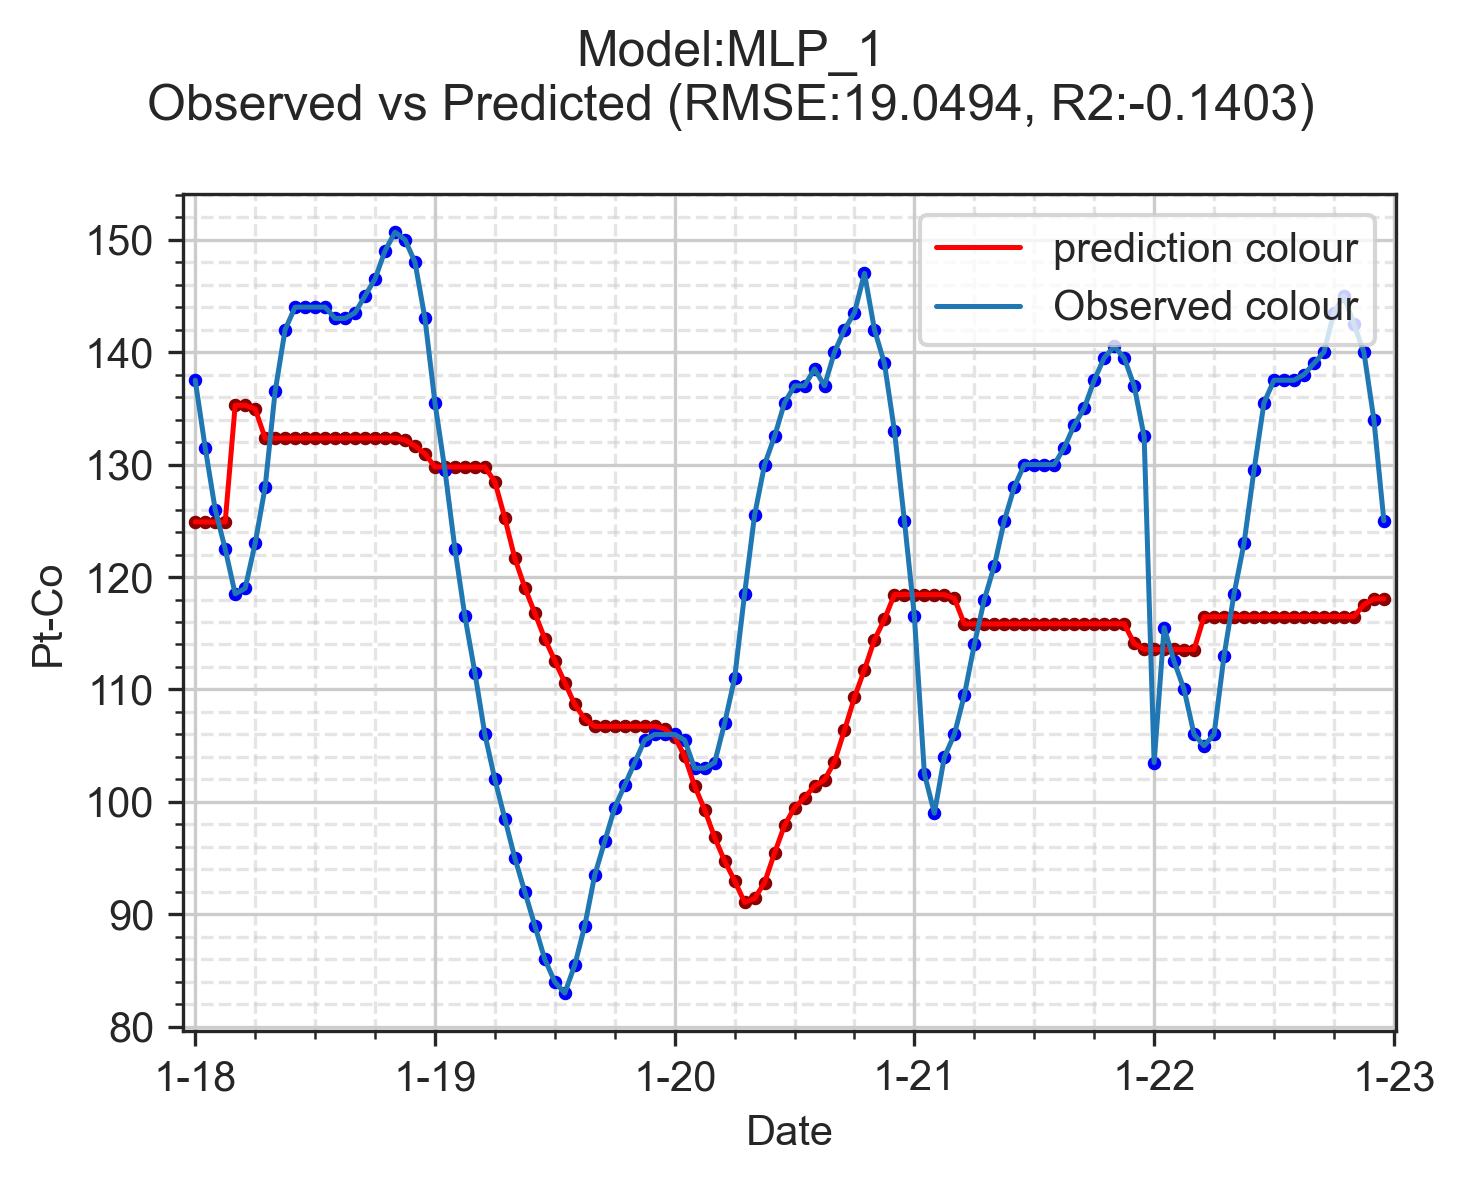 Model:MLP_1
Observed vs Predicted (RMSE:19.0494, R2:-0.1403)
prediction colour
Observed colour
150
140
130
120
110
100
90
80
Pt-Co
1-18
1-19
1-20
1-21
1-22
1-23
Date